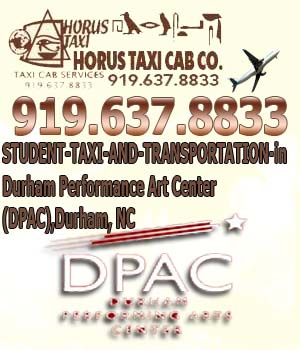 HORUS
TAXI
TAXI CAB SERVICES
919.637.8833
HORUS TAXI CAB CO.
919.637.8833
919.637.8833
STUDENT-TAXI-AND-TRANSPORTATION-in
Durham Performance Art Center
(DPAC),Durham, NC
DPAC
DURHAM
PERFORMING ARTS
CENTER